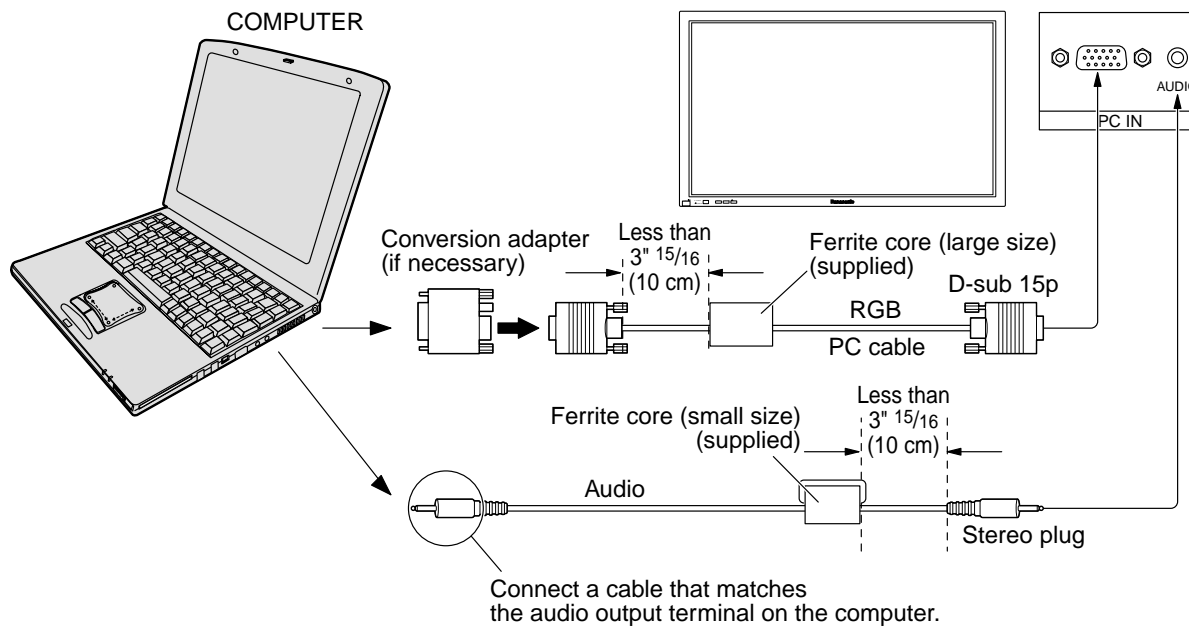 COMPUTER
Panasonic
AUDIO
PC IN
Conversion adapter
(if necessary)
Less than
3" 15/16
(10 cm)
Ferrite core (large size)
(supplied)
D-sub 15p
RGB
PC cable
Less than
3" 15/16
(10 cm)
Ferrite core (small size)
(supplied)
Audio
Stereo plug
Connect a cable that matches
the audio output terminal on the computer.